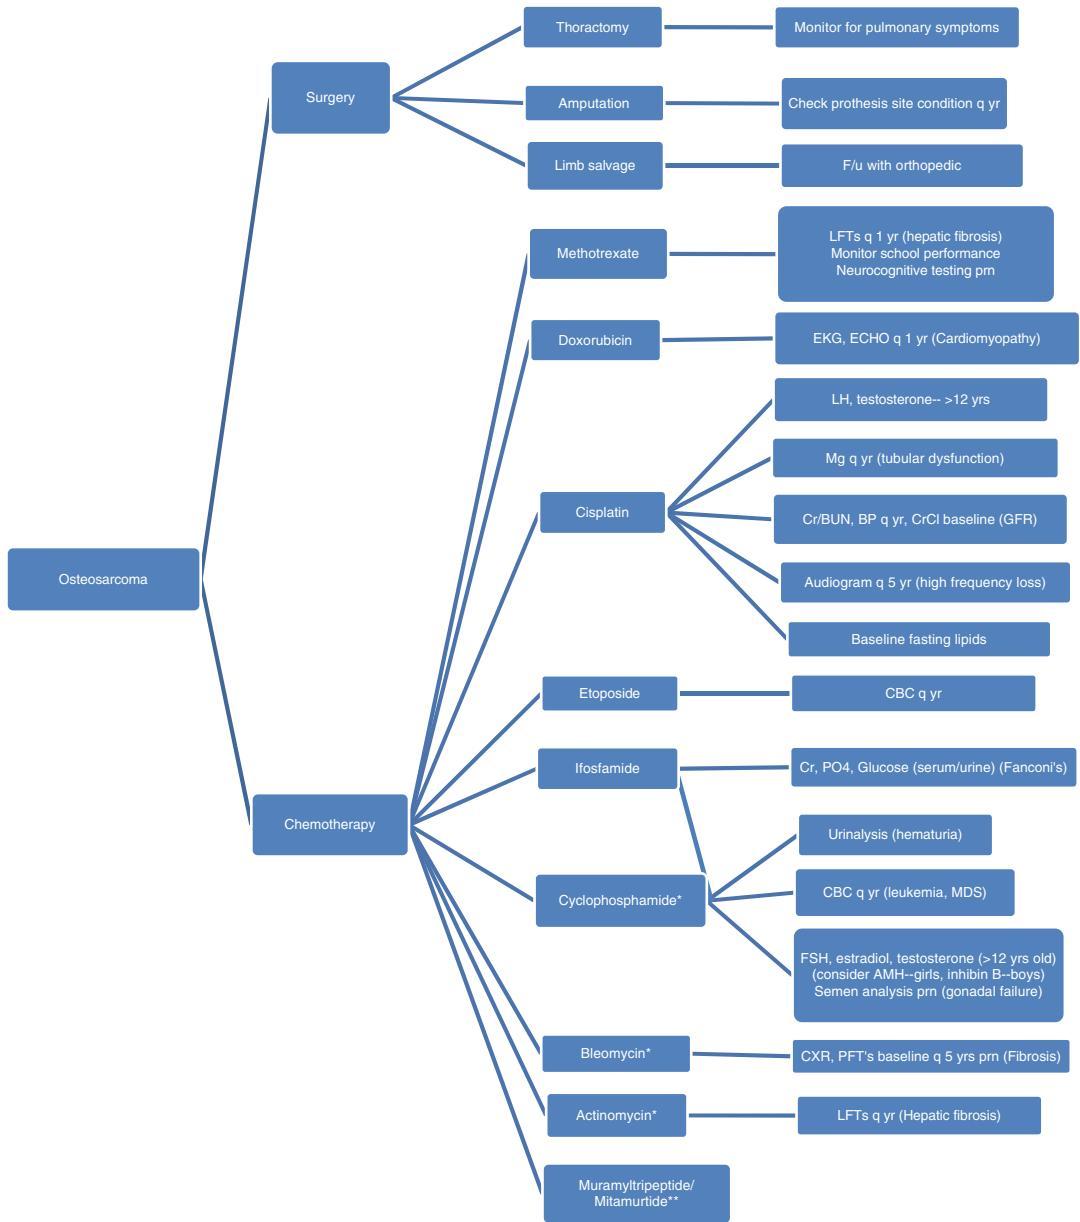 Thoractomy
Monitor for pulmonary symptoms
Surgery
Amputation
Check prothesis site condition q yr
Limb salvage
F/u with orthopedic
Methotrexate
LFTs q 1 yr (hepatic fibrosis)
Monitor school performance
Neurocognitive testing prn
Doxorubicin
EKG, ECHO q 1 yr (Cardiomyopathy)
LH, testosterone-- >12 yrs
Mg q yr (tubular dysfunction)
Cisplatin
Cr/BUN, BP q yr, CrCl baseline (GFR)
Osteosarcoma
Audiogram q 5 yr (high frequency loss)
Baseline fasting lipids
Etoposide
CBC q yr
Ifosfamide
Cr, PO4, Glucose (serum/urine) (Fanconi's)
Chemotherapy
Urinalysis (hematuria)
Cyclophosphamide*
CBC q yr (leukemia, MDS)
FSH, estradiol, testosterone (>12 yrs old)
(consider AMH--girls, inhibin B--boys)
Semen analysis prn (gonadal failure)
Bleomycin*
CXR, PFT's baseline q 5 yrs prn (Fibrosis)
Actinomycin*
LFTs q yr (Hepatic fibrosis)
Muramyltripeptide/
Mitamurtide**